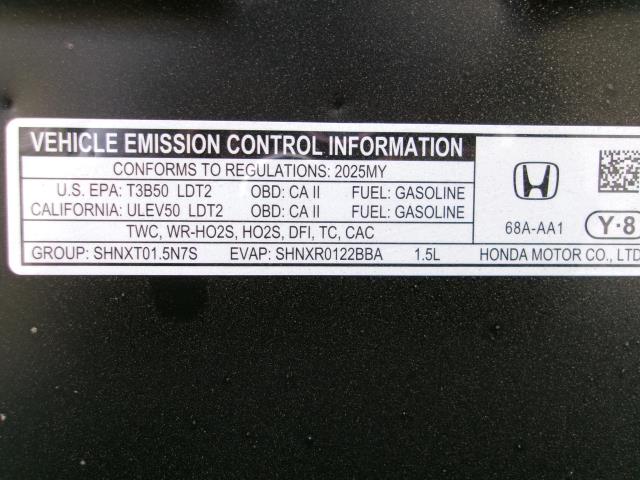 VEHICLE EMISSION CONTROL INFORMATION
CONFORMS TO REGULATIONS: 2025MY
U.S. EPA: T3B50 LDT2 OBD: CA II FUEL: GASOLINE
CALIFORNIA: ULEV50 LDT2 OBD: CA II FUEL: GASOLINE
TWC, WR-HO2S, HO2S, DFI, TC, CAC
GROUP: SHNXT01.5N7S EVAP: SHNXR0122BBA 1.5L
68A-AA1 Y·8
HONDA MOTOR CO., LTD